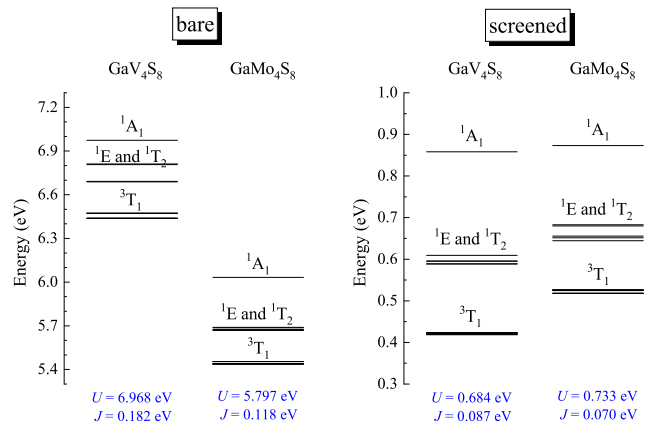 bare
GaV₄S₈ GaMo₄S₈
Energy (eV)
7.2
6.9
6.6
6.3
6.0
5.7
5.4
¹A₁
¹E and ¹T₂
³T₁
¹A₁
¹E and ¹T₂
³T₁
U = 6.968 eV
J = 0.182 eV
U = 5.797 eV
J = 0.118 eV
screened
GaV₄S₈ GaMo₄S₈
Energy (eV)
1.0
0.9
0.8
0.7
0.6
0.5
0.4
0.3
¹A₁
¹E and ¹T₂
³T₁
¹A₁
¹E and ¹T₂
³T₁
U = 0.684 eV
J = 0.087 eV
U = 0.733 eV
J = 0.070 eV